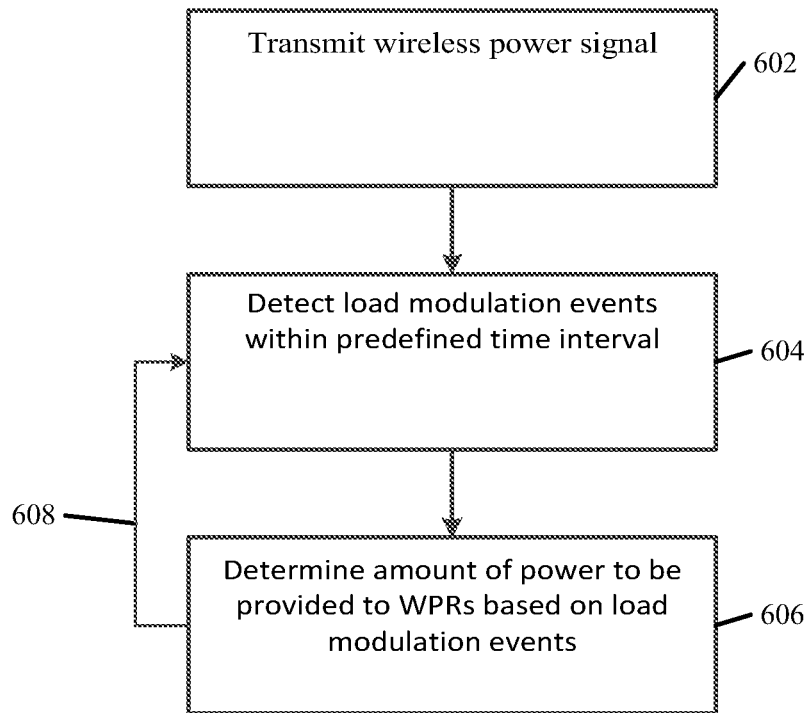 Transmit wireless power signal
602
Detect load modulation events
within predefined time interval
604
608
Determine amount of power to be
provided to WPRs based on load
modulation events
606